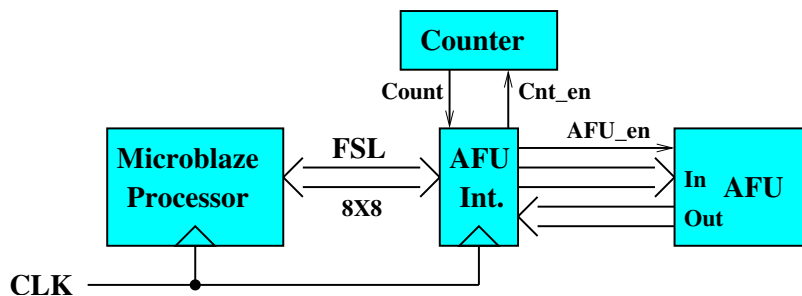 Counter
Count
Cnt_en
Microblaze
Processor
FSL
8X8
AFU
Int.
AFU_en
In
AFU
Out
CLK